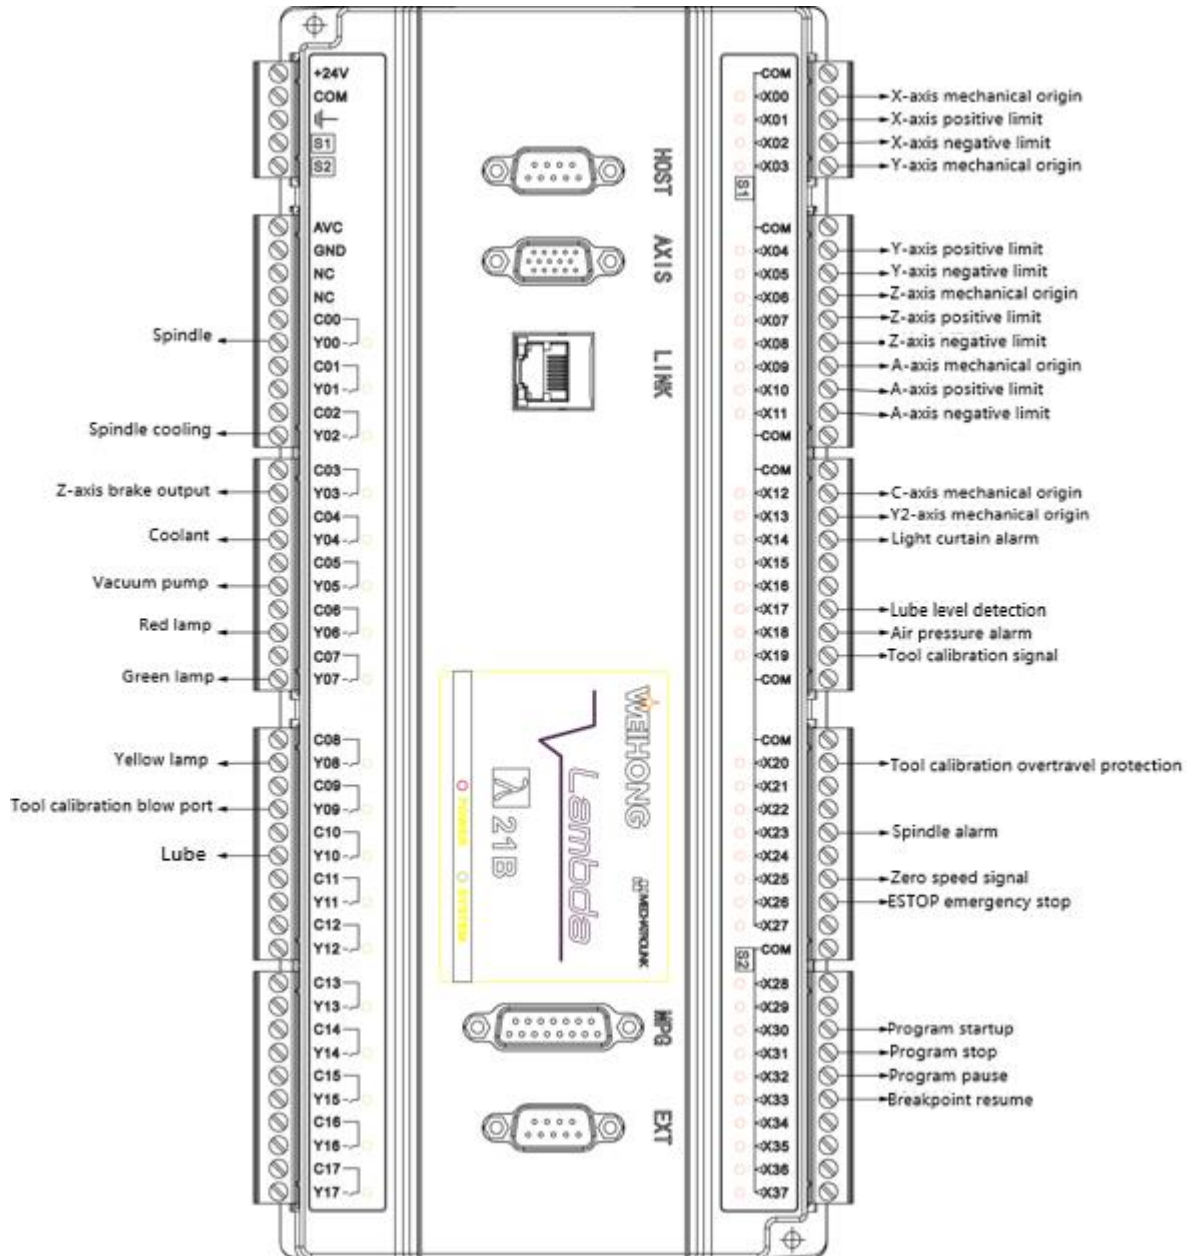 +24V
COM
S1
S2
AVC
GND
NC
NC
C00
Spindle
Y00
C01
Y01
C02
Spindle cooling
Y02
C03
Z-axis brake output
Y03
C04
Coolant
Y04
C05
Vacuum pump
Y05
C06
Red lamp
Y06
C07
Green lamp
Y07
C08
Yellow lamp
Y08
C09
Tool calibration blow port
Y09
C10
Lube
Y10
C11
Y11
C12
Y12
C13
Y13
C14
Y14
C15
Y15
C16
Y16
C17
Y17
HOST
AXIS
LINK
WEIHONG
Lambda
λ 21B
MECHATROLINK
POWER
SYSTEM
MPG
EXT
COM
X00 X-axis mechanical origin
X01 X-axis positive limit
X02 X-axis negative limit
X03 Y-axis mechanical origin
S1
COM
X04 Y-axis positive limit
X05 Y-axis negative limit
X06 Z-axis mechanical origin
X07 Z-axis positive limit
X08 Z-axis negative limit
X09 A-axis mechanical origin
X10 A-axis positive limit
X11 A-axis negative limit
COM
COM
X12 C-axis mechanical origin
X13 Y2-axis mechanical origin
X14 Light curtain alarm
X15
X16
X17 Lube level detection
X18 Air pressure alarm
X19 Tool calibration signal
COM
COM
X20 Tool calibration overtravel protection
X21
X22
X23 Spindle alarm
X24
X25 Zero speed signal
X26 ESTOP emergency stop
X27
COM
S2
X28
X29
X30 Program startup
X31 Program stop
X32 Program pause
X33 Breakpoint resume
X34
X35
X36
X37